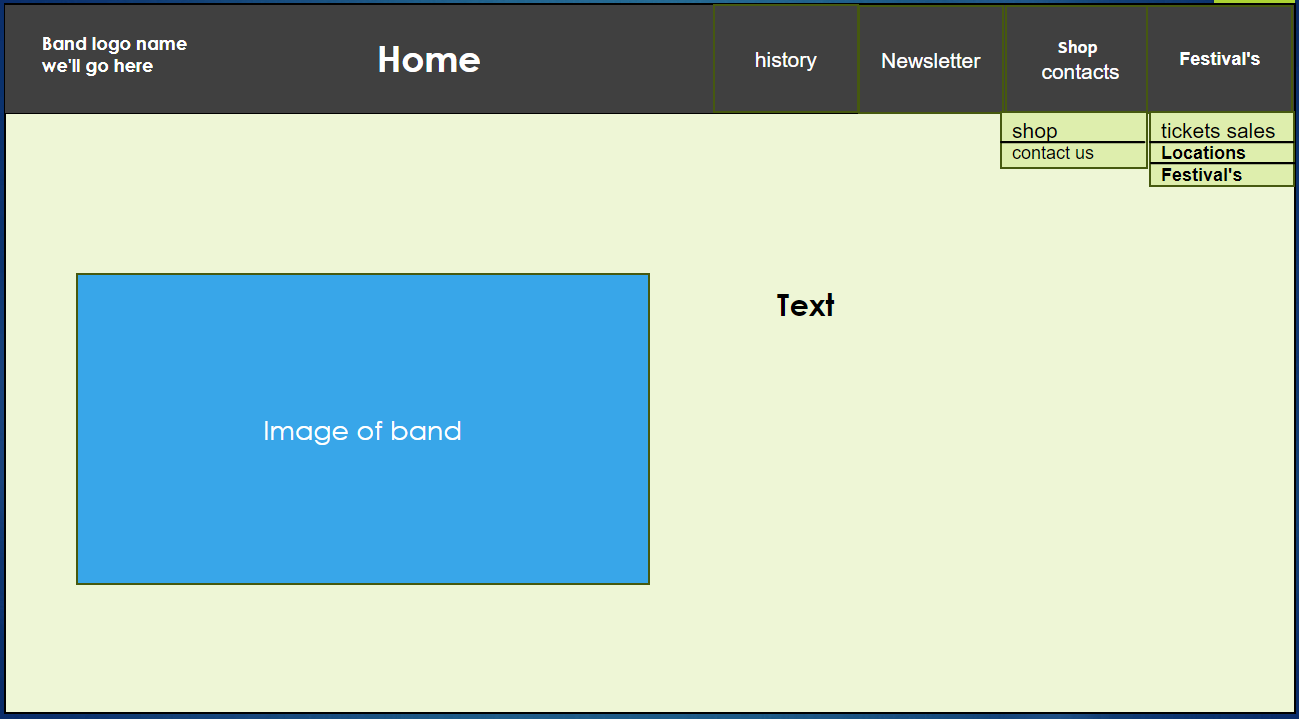 Band logo name
we'll go here
Home
history
Newsletter
Shop
contacts
Festival's
shop
contact us
tickets sales
Locations
Festival's
Text
Image of band